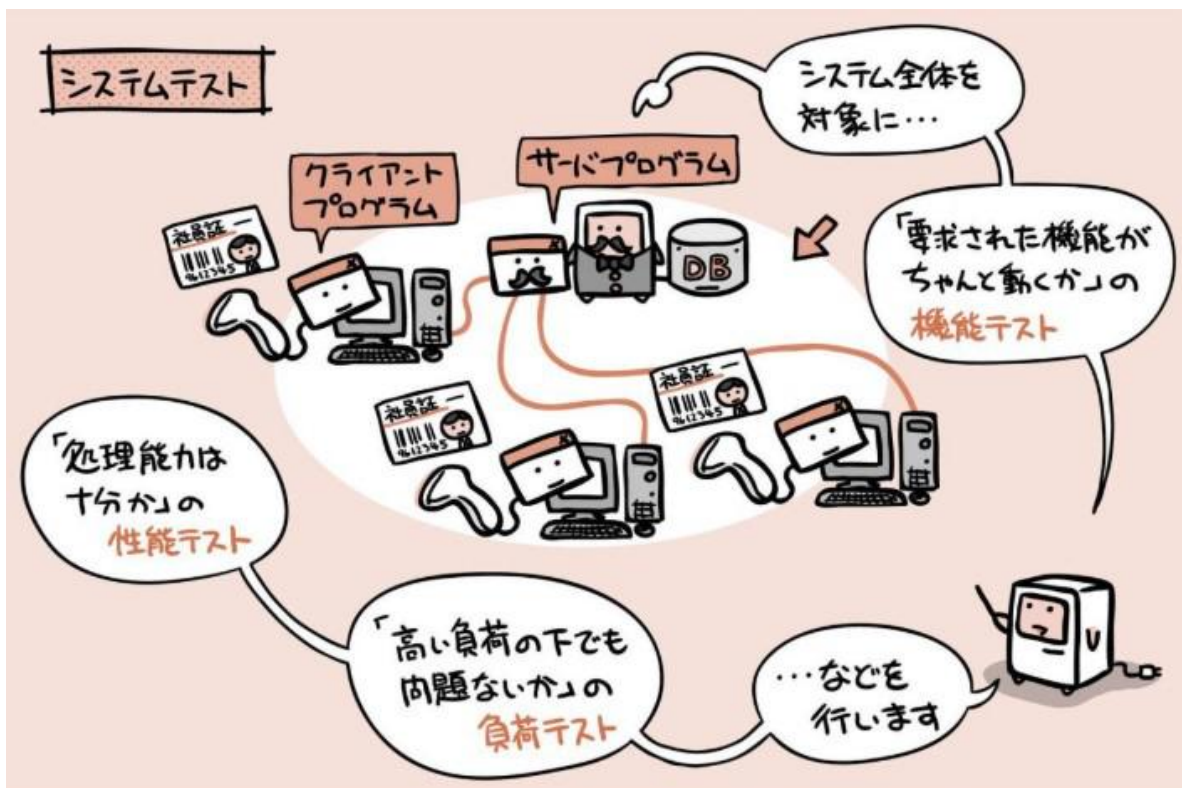 システムテスト
システム全体を
対象に…
クライアント
プログラム
サーバプログラム
社員証
9612345
DB
「要求された機能が
ちゃんと動くか」の
機能テスト
社員証
9612345
社員証
9612345
「処理能力は
十分か」の
性能テスト
「高い負荷の下でも
問題ないか」の
負荷テスト
…などを
行います